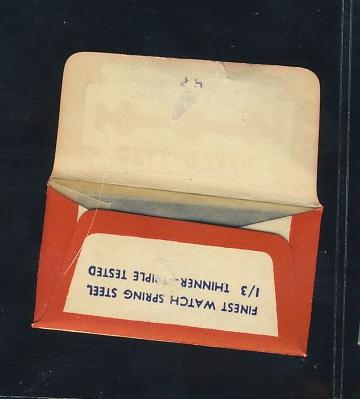 FINEST WATCH SPRING STEEL
1/3 THINNER-TRIPLE TESTED